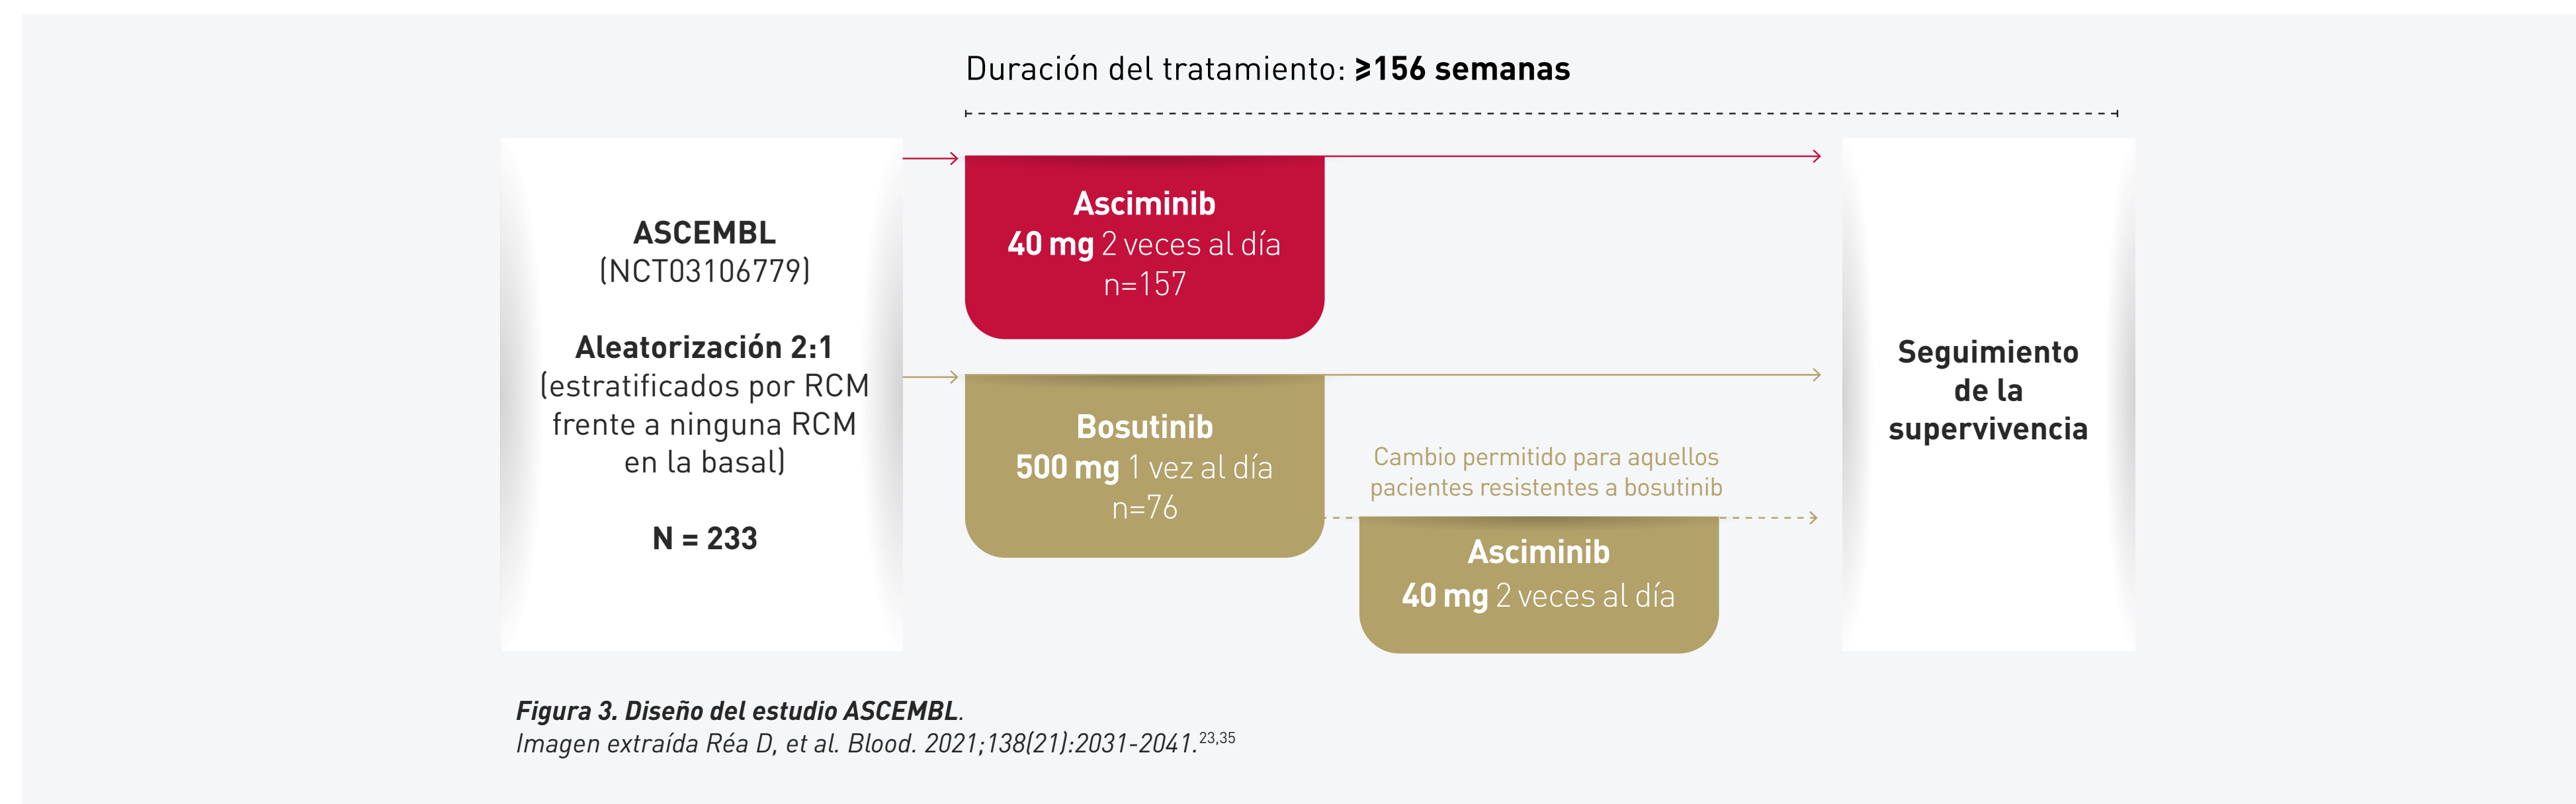 Duración del tratamiento: ≥156 semanas
ASCEMBL
(NCT03106779)
Aleatorización 2:1
(estratificados por RCM
frente a ninguna RCM
en la basal)
N = 233
Asciminib
40 mg 2 veces al día
n=157
Bosutinib
500 mg 1 vez al día
n=76
Cambio permitido para aquellos
pacientes resistentes a bosutinib
Asciminib
40 mg 2 veces al día
Seguimiento
de la
supervivencia
Figura 3. Diseño del estudio ASCEMBL.
Imagen extraída Réa D, et al. Blood. 2021;138(21):2031-2041.23,35